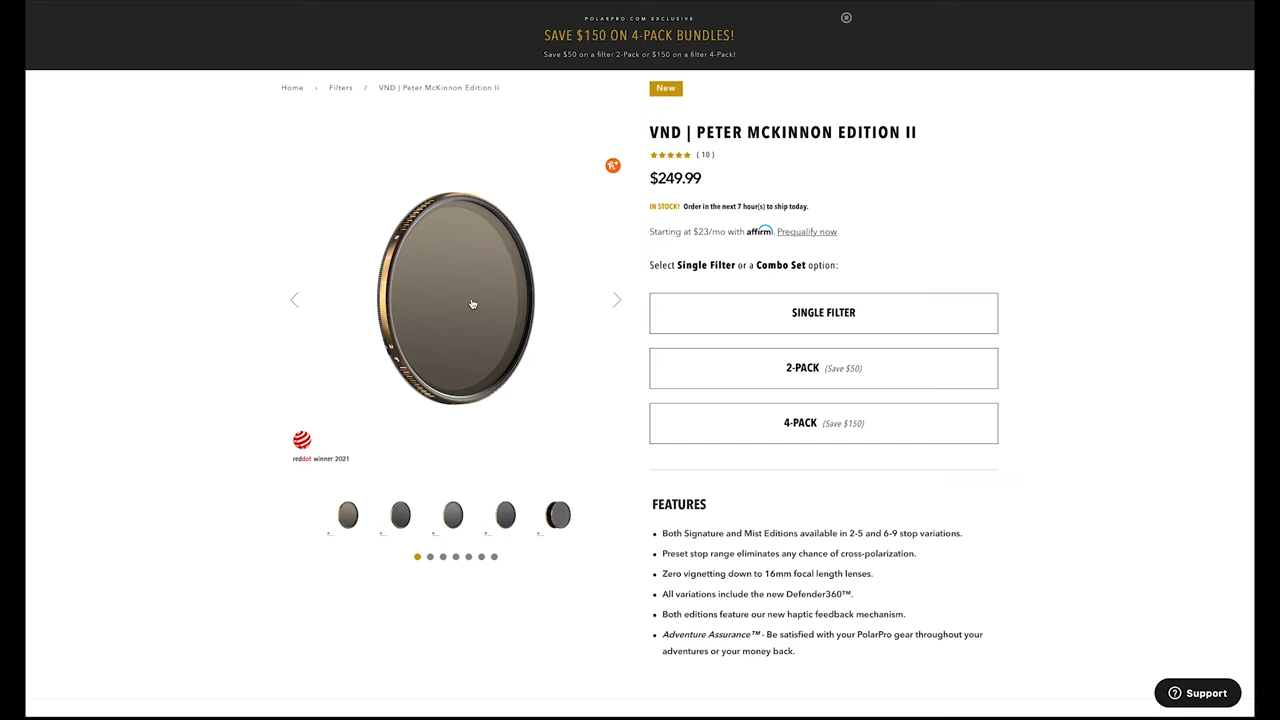 POLARPRO.COM EXCLUSIVE
SAVE $150 ON 4-PACK BUNDLES!
Save $50 on a filter 2-Pack or $150 on a filter 4-Pack!
Home › Filters / VND | Peter McKinnon Edition II
New
VND | PETER MCKINNON EDITION II
( 10 )
$249.99
IN STOCK! Order in the next 7 hour(s) to ship today.
Starting at $23/mo with affirm. Prequalify now
Select Single Filter or a Combo Set option:
SINGLE FILTER
2-PACK (Save $50)
4-PACK (Save $150)
reddot winner 2021
FEATURES
Both Signature and Mist Editions available in 2-5 and 6-9 stop variations.
Preset stop range eliminates any chance of cross-polarization.
Zero vignetting down to 16mm focal length lenses.
All variations include the new Defender360™.
Both editions feature our new haptic feedback mechanism.
Adventure Assurance™ - Be satisfied with your PolarPro gear throughout your
adventures or your money back.
Support